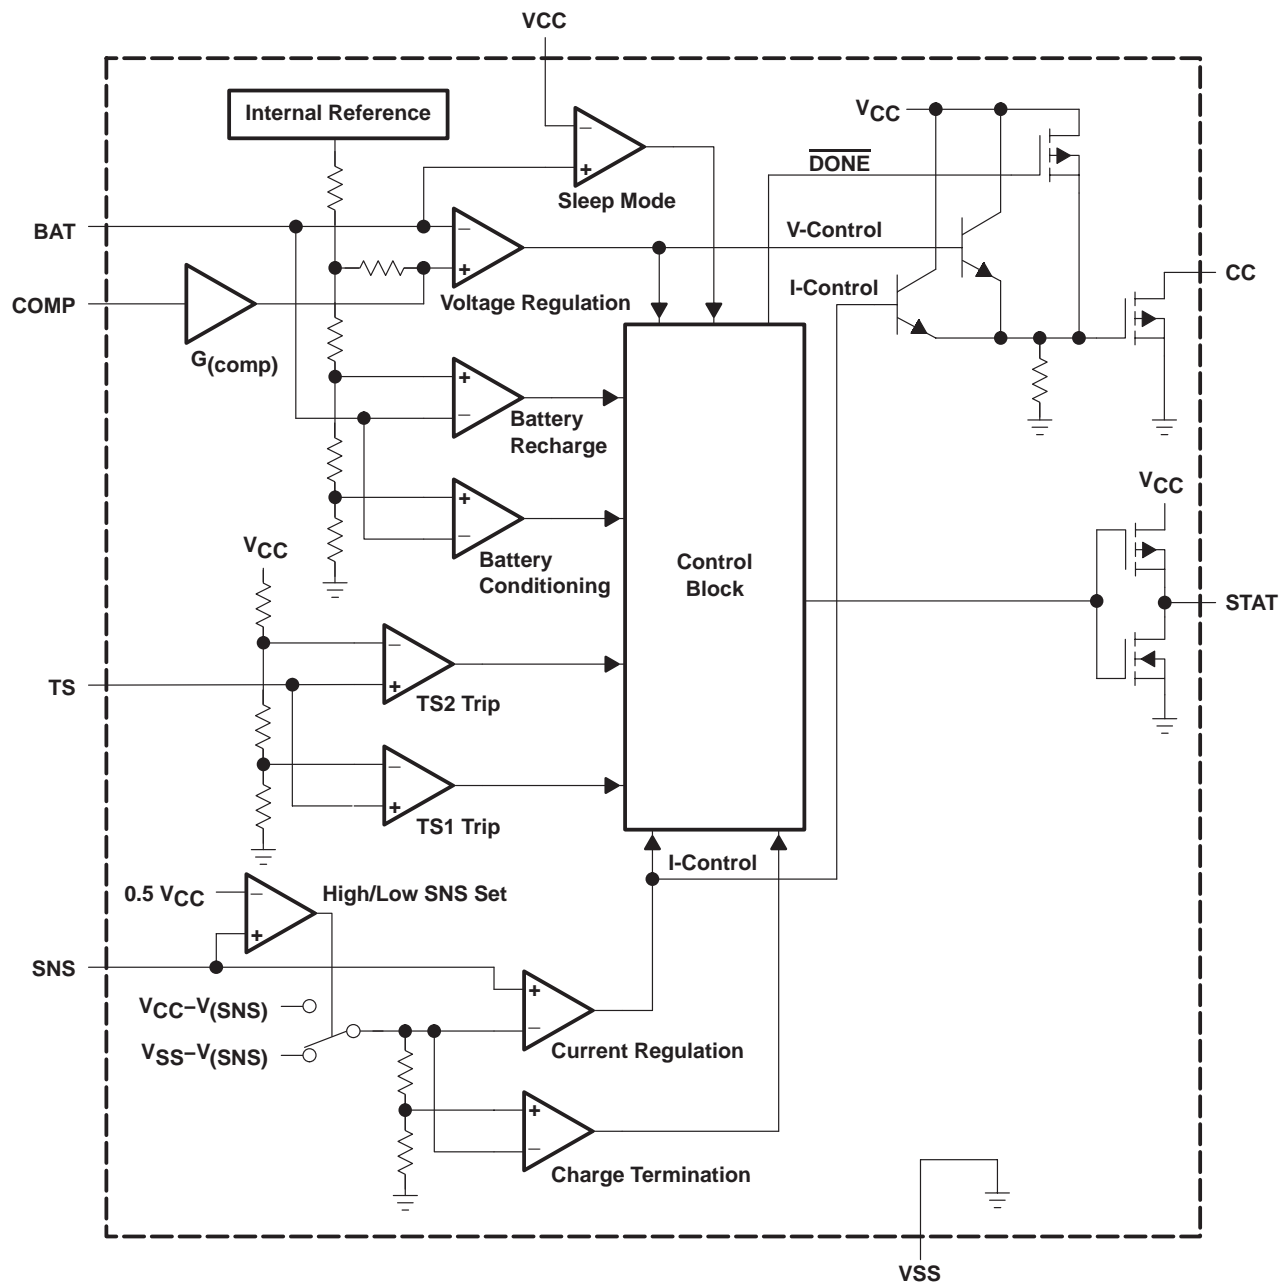 VCC
Internal Reference
VCC
DONE
Sleep Mode
BAT
V-Control
CC
I-Control
COMP
Voltage Regulation
G(comp)
Battery
Recharge
VCC
VCC
Battery
Conditioning
Control
Block
STAT
TS
TS2 Trip
TS1 Trip
I-Control
0.5 VCC
High/Low SNS Set
SNS
VCC−V(SNS)
VSS−V(SNS)
Current Regulation
Charge Termination
VSS
+
−